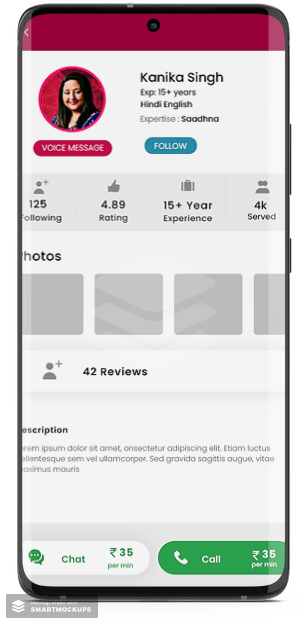 Kanika Singh
Exp: 15+ years
Hindi English
Expertise : Saadhna
VOICE MESSAGE
FOLLOW
125
ollowing
4.89
Rating
15+ Year
Experience
4k
Served
hotos
42 Reviews
escription
rem ipsum dolor sit amet, onsectetur adipiscing elit. Etiam luctus
ellentesque sem vel ullamcorper. Sed gravida sagittis augue, vitae
aximus mauris
Chat
₹ 35
per min
Call
₹ 35
per min
SMARTMOCKUPS